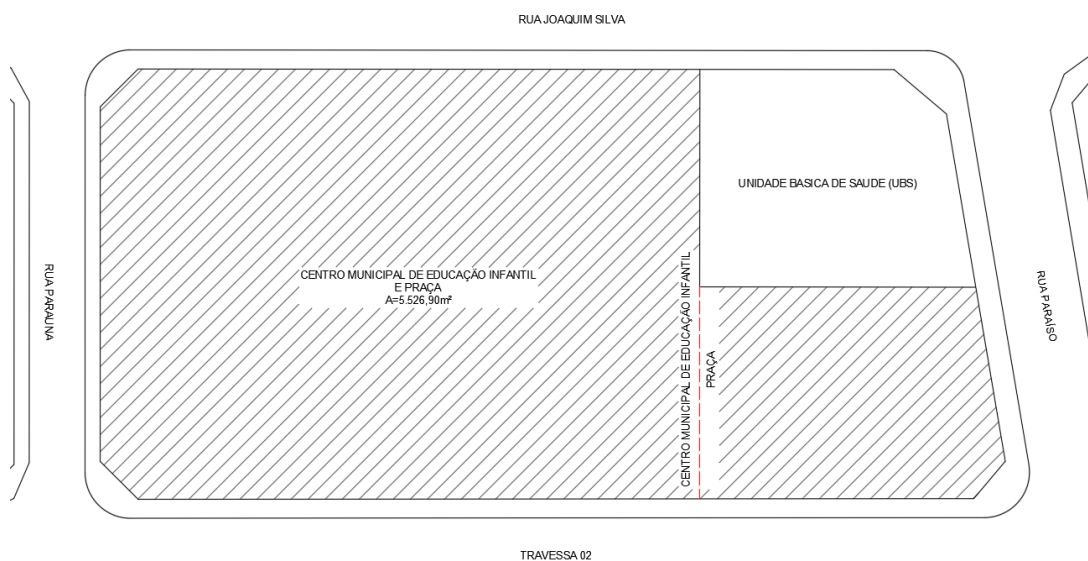 RUA JOAQUIM SILVA
UNIDADE BASICA DE SAUDE (UBS)
RUA PARAUNA
CENTRO MUNICIPAL DE EDUCAÇÃO INFANTIL
E PRAÇA
A=5.526,90m²
CENTRO MUNICIPAL DE EDUCAÇÃO INFANTIL
PRAÇA
RUA PARAÍSO
TRAVESSA 02